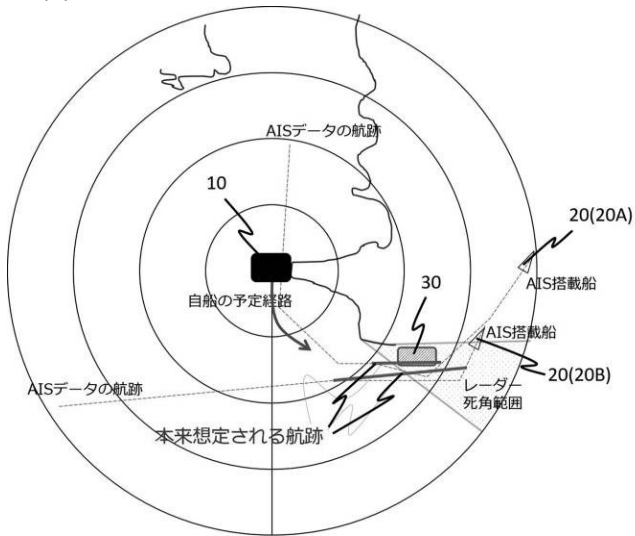 AISデータの航跡
10
20(20A)
AIS搭載船
30
自船の予定経路
AIS搭載船
20(20B)
AISデータの航跡
レーダー
死角範囲
本来想定される航跡